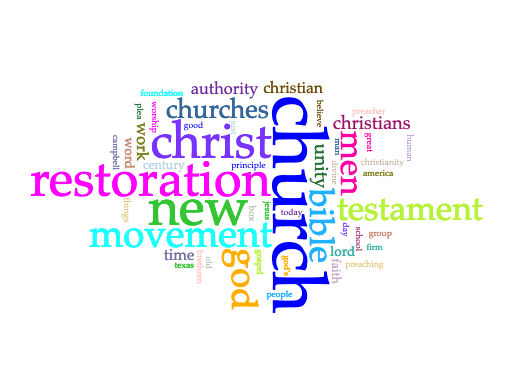 foundation
authority
christian
plea
worship
churches
good
believe
preacher
christians
work
christ
church
men
man
great
human
campbell
word
century
principle
unity
divine
christianity
america
restoration
new
bible
testament
things
box
jesus
today
movement
day
school
group
time
god
gospel
god's
lord
firm
texas
brethren
old
faith
preaching
people